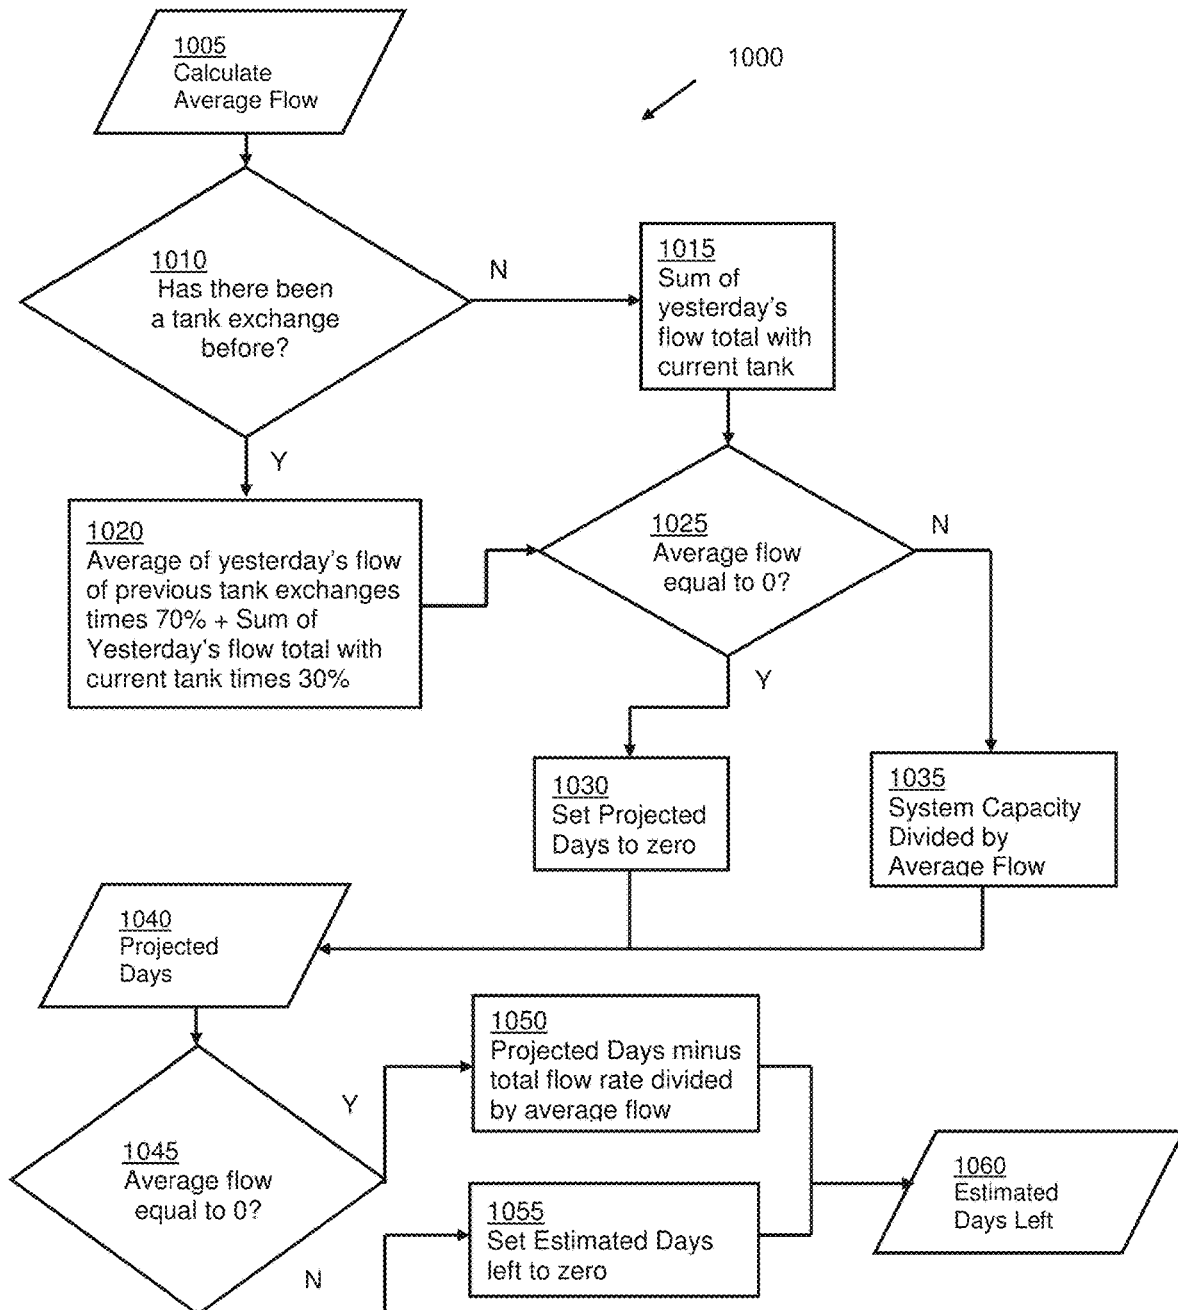 1005
Calculate
Average Flow
1000
1010
Has there been
a tank exchange
before?
N
1015
Sum of
yesterday's
flow total with
current tank
Y
1020
Average of yesterday's flow
of previous tank exchanges
times 70% + Sum of
Yesterday's flow total with
current tank times 30%
1025
Average flow
equal to 0?
N
Y
1030
Set Projected
Days to zero
1035
System Capacity
Divided by
Average Flow
1040
Projected
Days
1045
Average flow
equal to 0?
Y
1050
Projected Days minus
total flow rate divided
by average flow
N
1055
Set Estimated Days
left to zero
1060
Estimated
Days Left